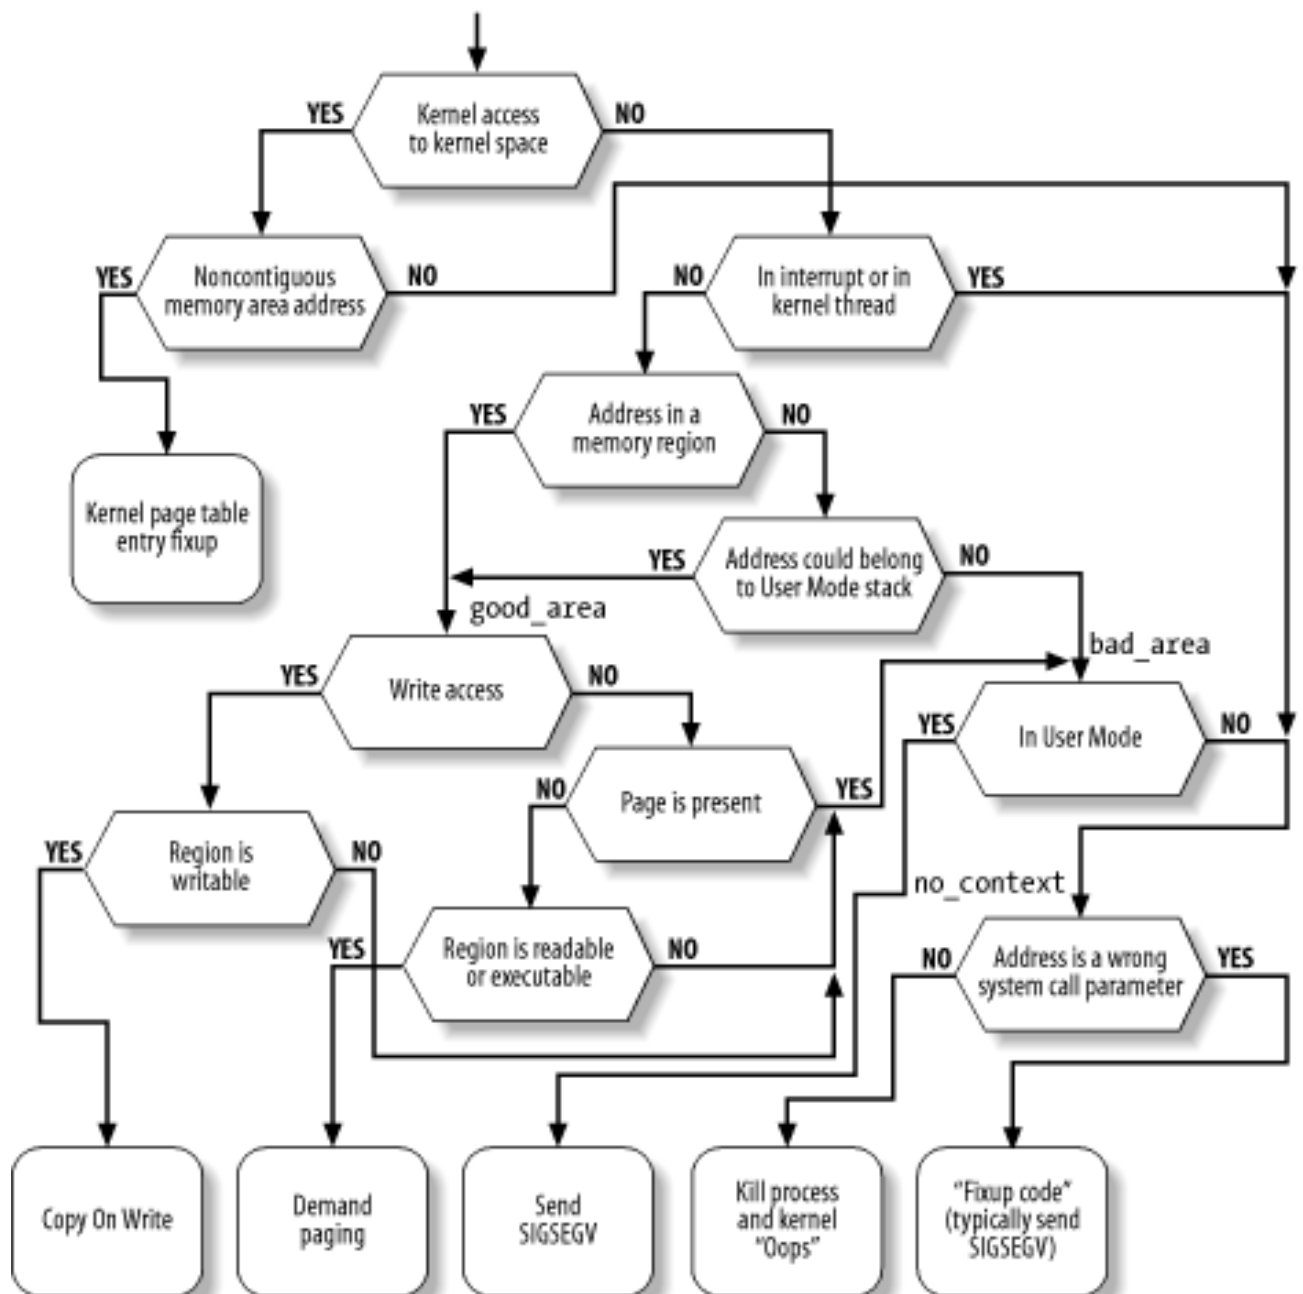 Kernel access
to kernel space
YES
NO
Noncontiguous
memory area address
YES
NO
In interrupt or in
kernel thread
NO
YES
Address in a
memory region
YES
NO
Kernel page table
entry fixup
Address could belong
to User Mode stack
YES
NO
good_area
bad_area
Write access
YES
NO
In User Mode
YES
NO
Page is present
NO
YES
Region is
writable
YES
NO
no_context
Region is readable
or executable
YES
NO
Address is a wrong
system call parameter
NO
YES
Copy On Write
Demand
paging
Send
SIGSEGV
Kill process
and kernel
“Oops”
“Fixup code”
(typically send
SIGSEGV)